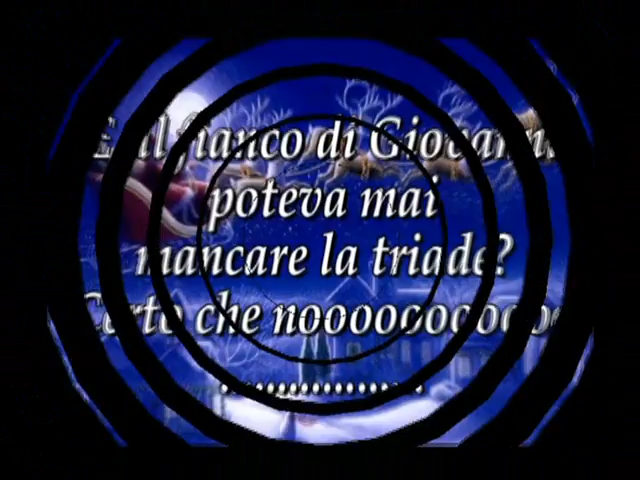 E al fianco di Giovanni
poteva mai
mancare la triade?
Certo che nooooooooooo
................